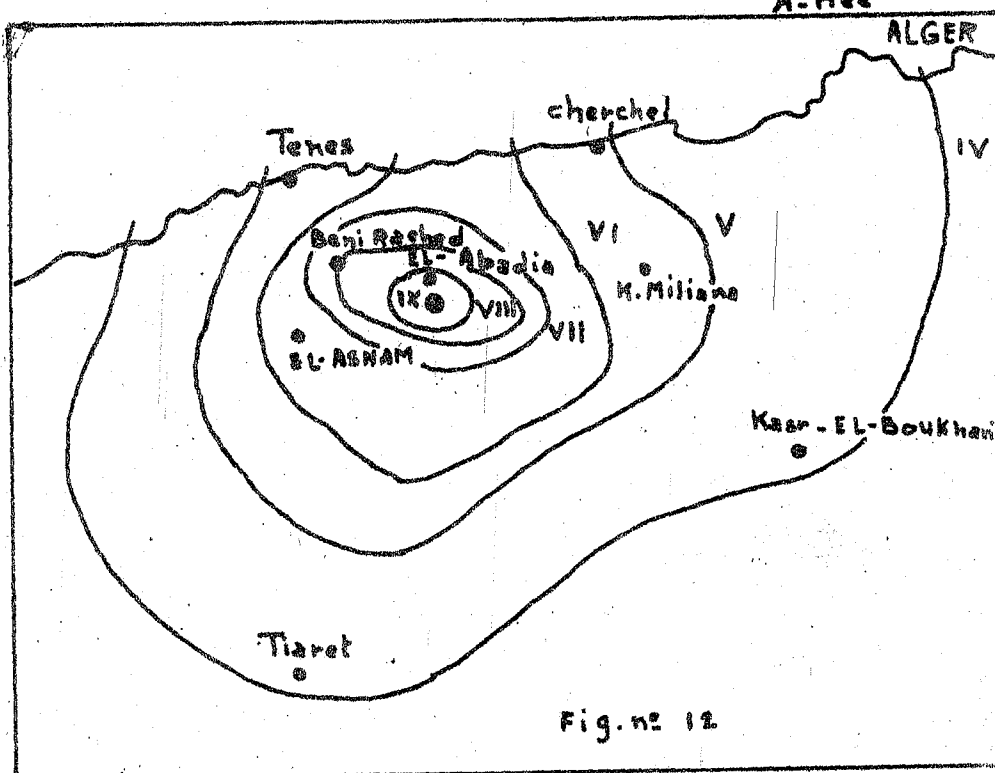 ALGER
cherchel
Tenes
IV
VI
V
Beni Rached
EL-Abadia
K.Miliana
IX
VIII
VII
EL-ASNAM
Kasr-EL-Boukhari
Tiaret
Fig.nº 12